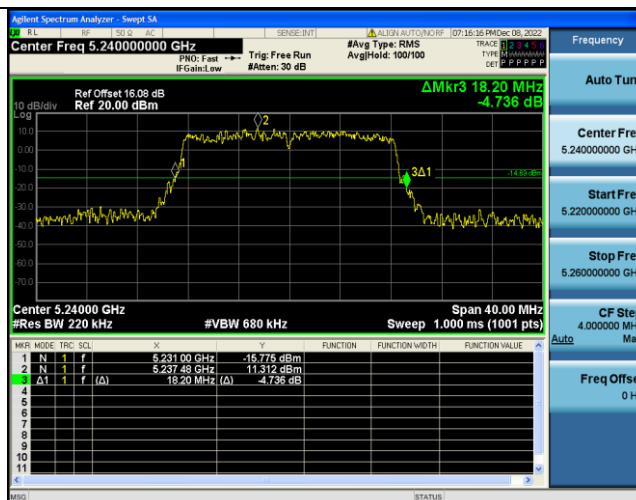 Agilent Spectrum Analyzer - Swept SA
RL RF 50 Ω AC SENSE:INT ALIGN AUTO/NO RF 07:16:16 PM Dec 08, 2022
Center Freq 5.240000000 GHz #Avg Type: RMS TRACE 1 2 3 4 5 6
PNO: Fast Trig: Free Run Avg|Hold: 100/100 TYPE
IFGain:Low #Atten: 30 dB DET P P P P P P
Frequency
Auto Tun
Center Fre
5.240000000 GH
Start Fre
5.220000000 GH
Stop Fre
5.260000000 GH
CF Ste
4.000000 MH
Auto Ma
Freq Offse
0 H
Ref Offset 16.08 dB ΔMkr3 18.20 MHz
10 dB/div Ref 20.00 dBm -4.736 dB
Log
10.0
0.00
-10.0
-20.0
-30.0
-40.0
-50.0
-60.0
-70.0
1
2
3Δ1
Center 5.24000 GHz Span 40.00 MHz
#Res BW 220 kHz #VBW 680 kHz Sweep 1.000 ms (1001 pts)
MKR MODE TRC SCL X Y FUNCTION FUNCTION WIDTH FUNCTION VALUE
1 N 1 f 5.231 00 GHz -15.775 dBm
2 N 1 f 5.237 48 GHz 11.312 dBm
3 Δ1 1 f (Δ) 18.20 MHz (Δ) -4.736 dB
4
5
6
7
8
9
10
11
MSG STATUS